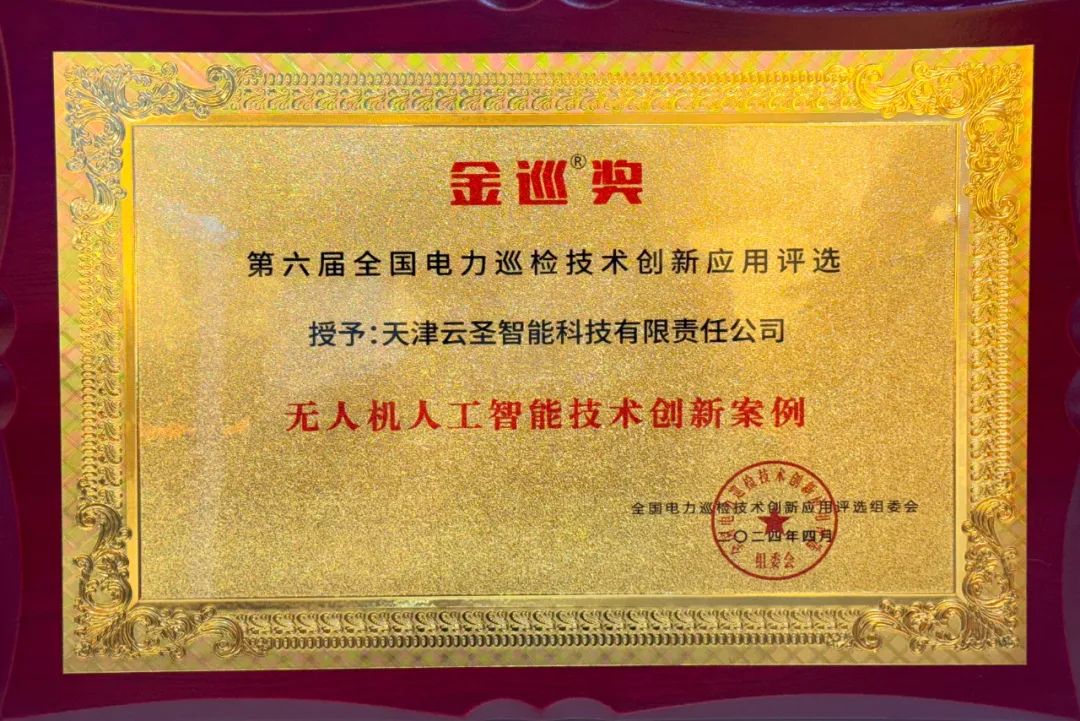 金巡®奖
第六届全国电力巡检技术创新应用评选
授予:天津云圣智能科技有限责任公司
无人机人工智能技术创新案例
全国电力巡检技术创新应用评选组委会
二〇二四年四月
组委会